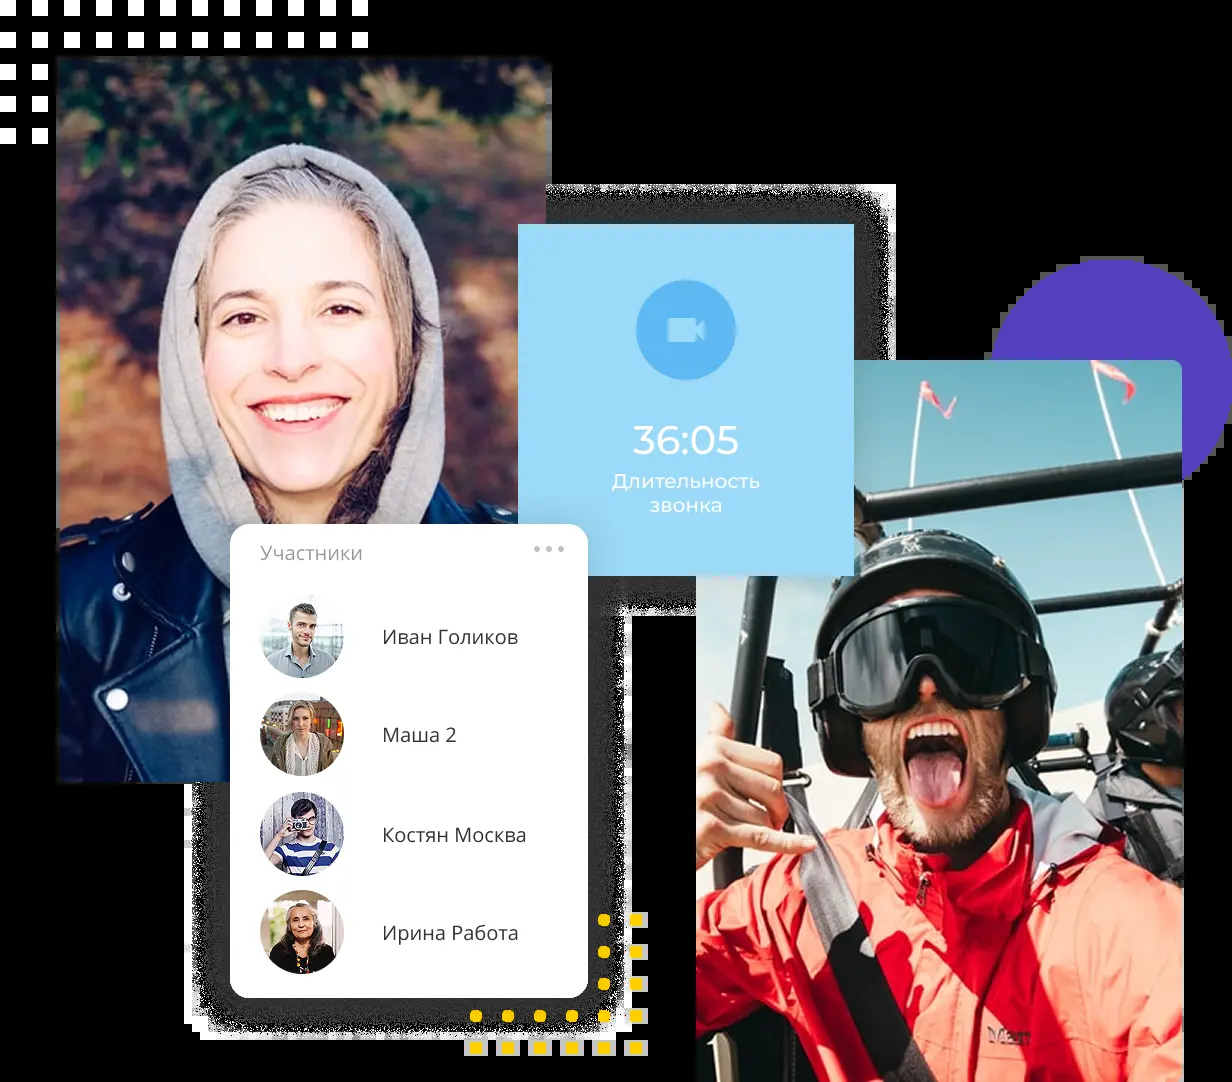 36:05
Длительность
звонка
Участники
Иван Голиков
Маша 2
Костян Москва
Ирина Работа